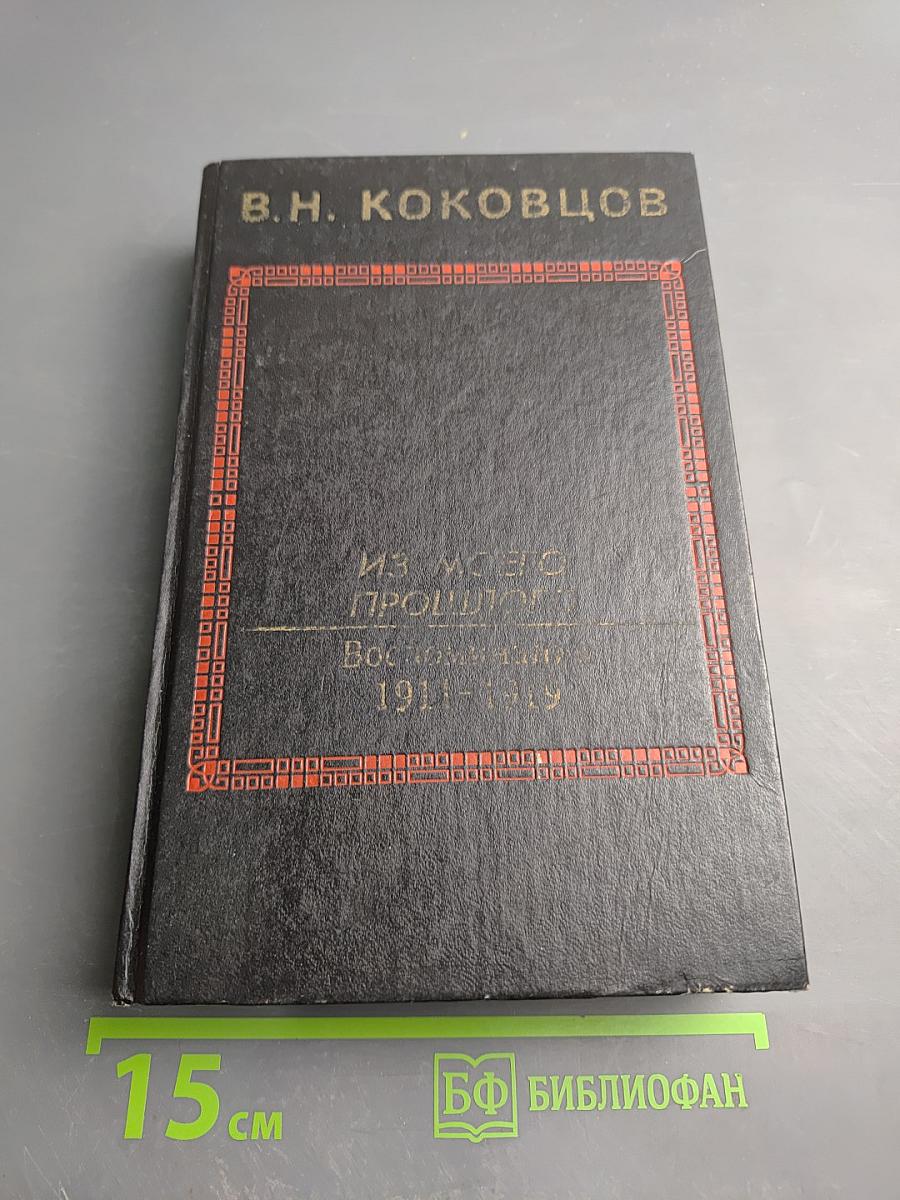 В.Н. КОКОВЦОВ
ИЗ МОЕГО
ПРОШЛОГО
Воспоминания
1911-1919
15 см
БФ БИБЛИОФАН